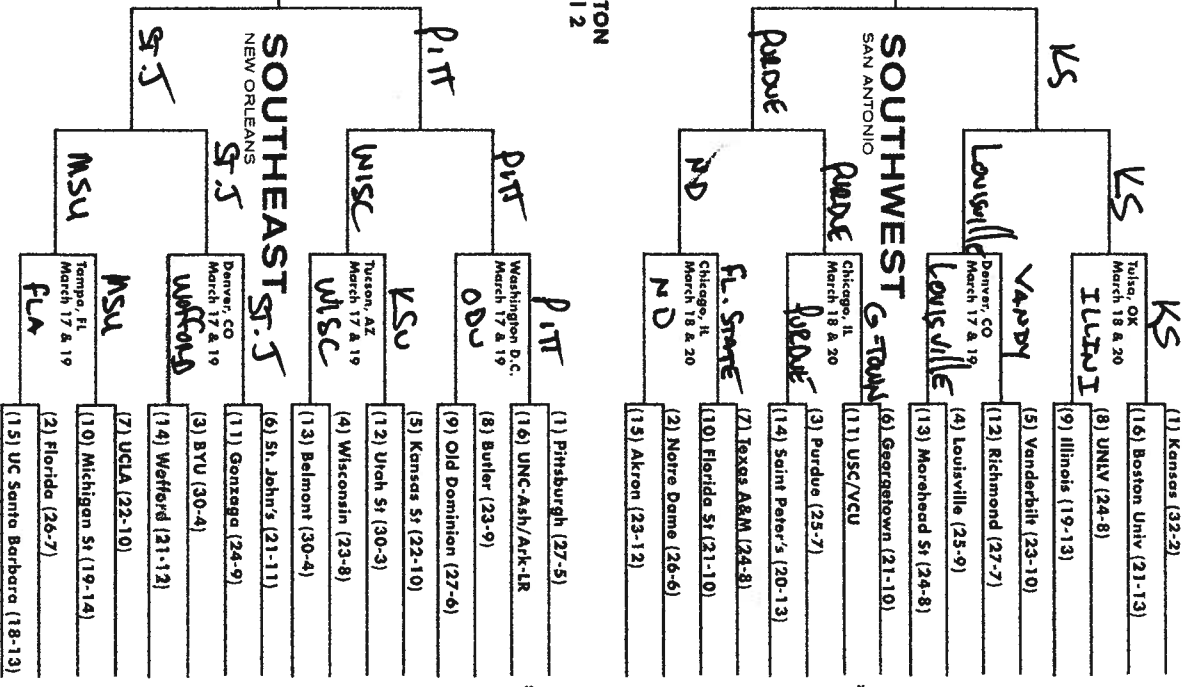 KS
KS
KS
(1) Kansas (32-2)
(16) Boston Univ (21-13)
Tulsa, OK
March 18 & 20
ILLINI
(8) UNLV (24-8)
(9) Illinois (19-13)
VANDY
(5) Vanderbilt (23-10)
(12) Richmond (27-7)
Louisville
Denver, CO
March 17 & 19
Louisville
(4) Louisville (25-9)
(13) Morehead St (24-8)
SOUTHWEST
SAN ANTONIO
G-TOWN
(6) Georgetown (21-10)
(11) USC/VCU
PURDUE
PURDUE
Chicago, IL
March 18 & 20
PURDUE
(3) Purdue (25-7)
(14) Saint Peter's (20-13)
FL. STATE
(7) Texas A&M (24-8)
(10) Florida St (21-10)
ND
Chicago, IL
March 18 & 20
ND
(2) Notre Dame (26-6)
(15) Akron (23-12)
TON
12
PITT
PITT
PITT
(1) Pittsburgh (27-5)
(16) UNC-Ash/Ark-LR
Washington D.C.
March 17 & 19
ODU
(8) Butler (23-9)
(9) Old Dominion (27-6)
KSU
(5) Kansas St (22-10)
(12) Utah St (30-3)
WISC
Tucson, AZ
March 17 & 19
WISC
(4) Wisconsin (23-8)
(13) Belmont (30-4)
SOUTHEAST
NEW ORLEANS
ST.J
(6) St. John's (21-11)
(11) Gonzaga (24-9)
ST.J
ST.J
Denver, CO
March 17 & 19
Wofford
(3) BYU (30-4)
(14) Wofford (21-12)
MSU
(7) UCLA (22-10)
(10) Michigan St (19-14)
MSU
Tampa, FL
March 17 & 19
FLA
(2) Florida (26-7)
(15) UC Santa Barbara (18-13)